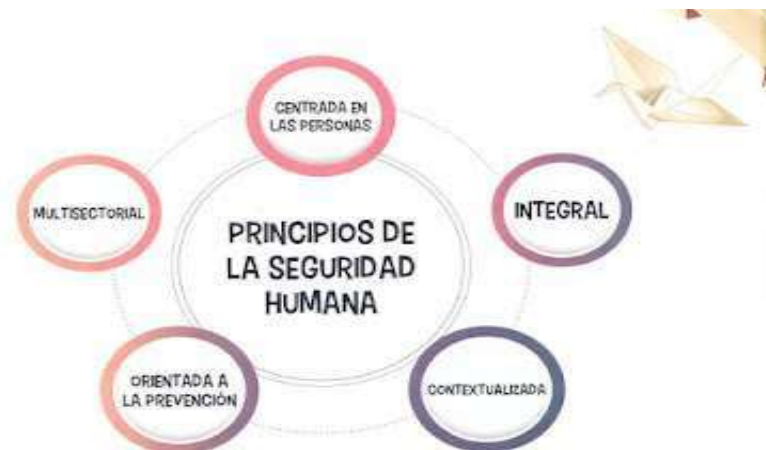 CENTRADA EN
LAS PERSONAS
MULTISECTORIAL
INTEGRAL
PRINCIPIOS DE
LA SEGURIDAD
HUMANA
ORIENTADA A
LA PREVENCIÓN
CONTEXTUALIZADA